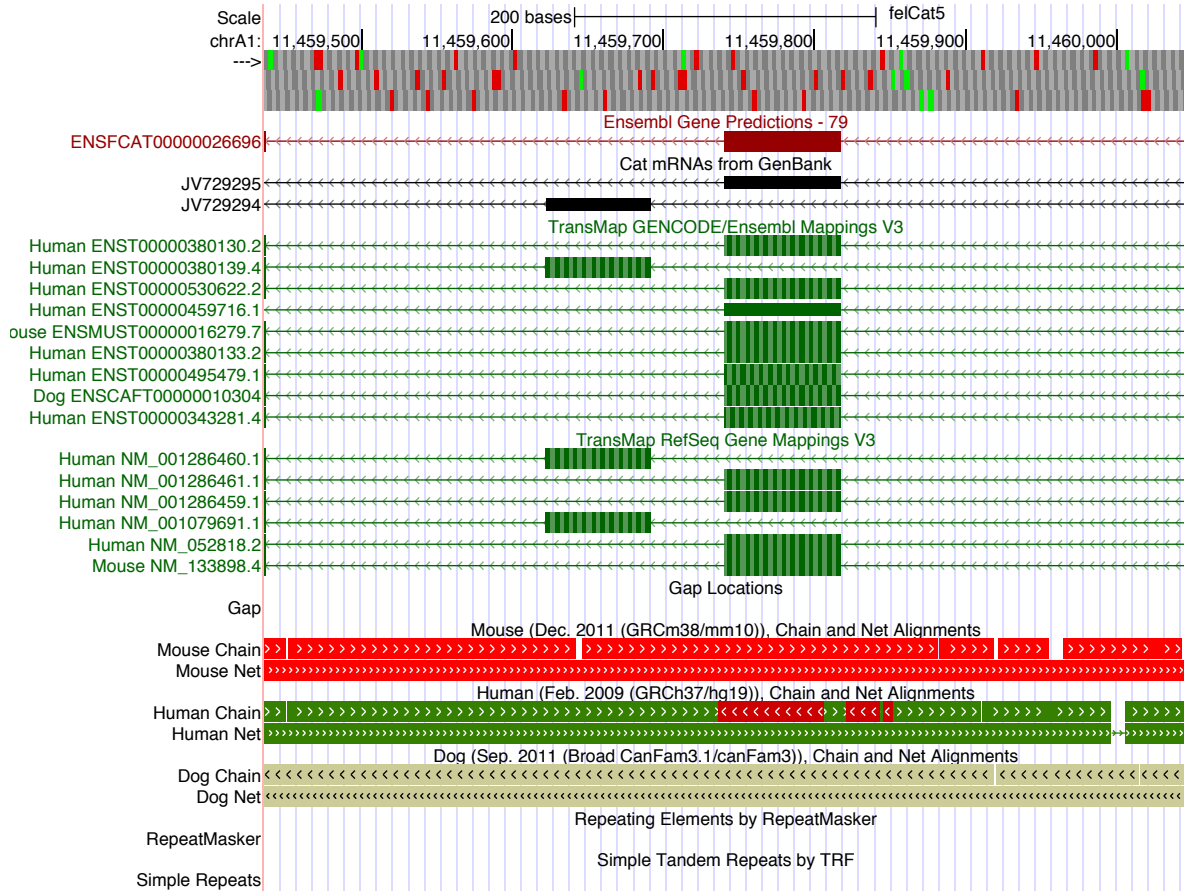 Scale 200 bases felCat5
chrA1: 11,459,500 11,459,600 11,459,700 11,459,800 11,459,900 11,460,000
--->
Ensembl Gene Predictions - 79
ENSFCAT00000026696
Cat mRNAs from GenBank
JV729295
JV729294
TransMap GENCODE/Ensembl Mappings V3
Human ENST00000380130.2
Human ENST00000380139.4
Human ENST00000530622.2
Human ENST00000459716.1
ouse ENSMUST00000016279.7
Human ENST00000380133.2
Human ENST00000495479.1
Dog ENSCAFT00000010304
Human ENST00000343281.4
TransMap RefSeq Gene Mappings V3
Human NM_001286460.1
Human NM_001286461.1
Human NM_001286459.1
Human NM_001079691.1
Human NM_052818.2
Mouse NM_133898.4
Gap Locations
Gap
Mouse (Dec. 2011 (GRCm38/mm10)), Chain and Net Alignments
Mouse Chain
Mouse Net
Human (Feb. 2009 (GRCh37/hg19)), Chain and Net Alignments
Human Chain
Human Net
Dog (Sep. 2011 (Broad CanFam3.1/canFam3)), Chain and Net Alignments
Dog Chain
Dog Net
Repeating Elements by RepeatMasker
RepeatMasker
Simple Tandem Repeats by TRF
Simple Repeats